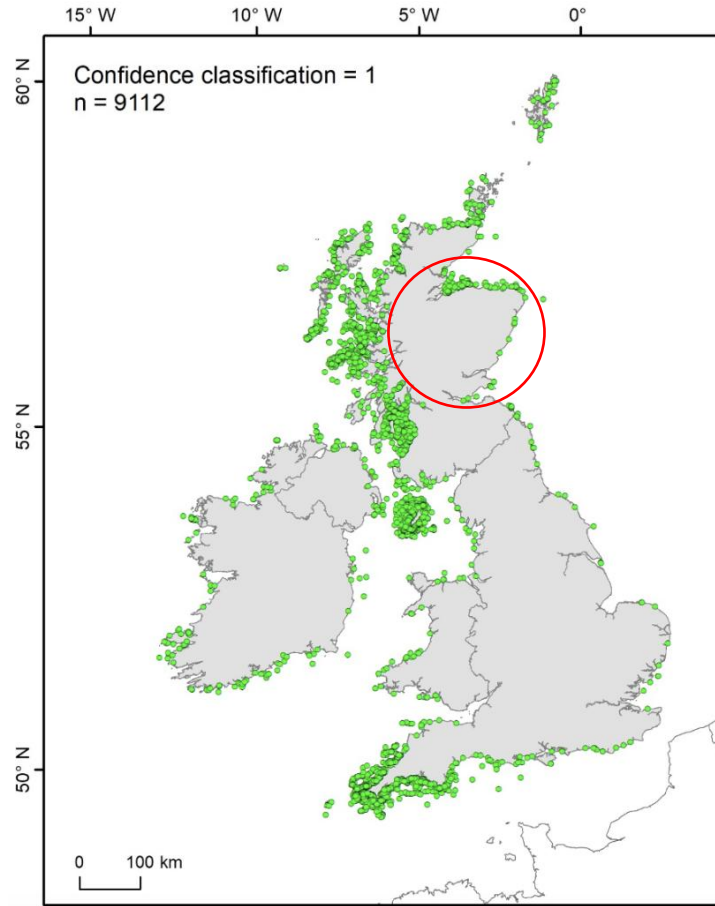 15° W 10° W 5° W 0°
60° N
Confidence classification = 1
n = 9112
55° N
50° N
0 100 km